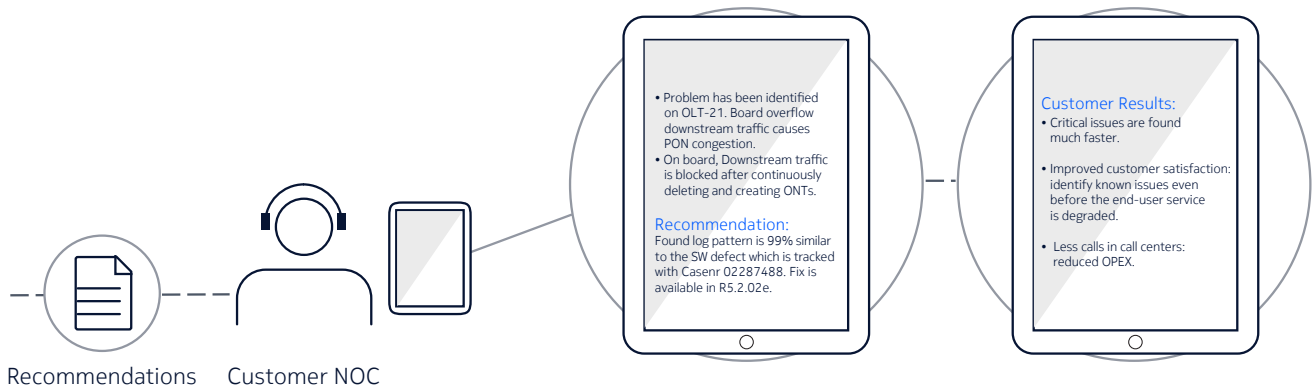 • Problem has been identified
on OLT-21. Board overflow
downstream traffic causes
PON congestion.
• On board, Downstream traffic
is blocked after continuously
deleting and creating ONTs.
Recommendation:
Found log pattern is 99% similar
to the SW defect which is tracked
with Casenr 02287488. Fix is
available in R5.2.02e.
Customer Results:
• Critical issues are found
much faster.
• Improved customer satisfaction:
identify known issues even
before the end-user service
is degraded.
• Less calls in call centers:
reduced OPEX.
Recommendations
Customer NOC